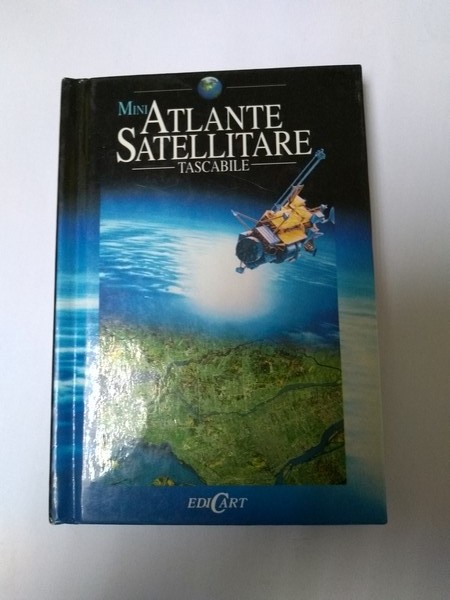 MINI ATLANTE
SATELLITARE
TASCABILE
EDICART